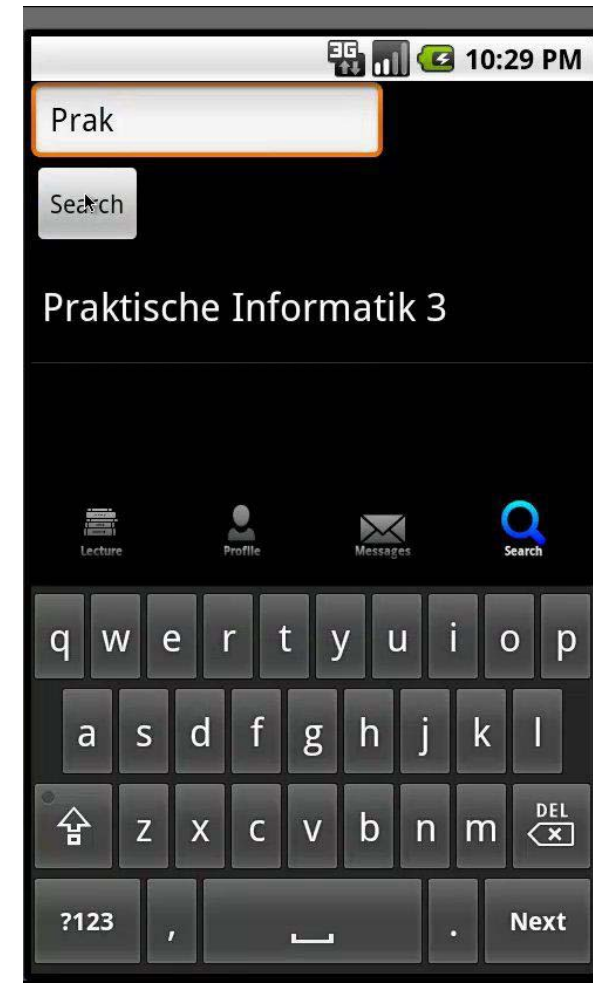 3G 10:29 PM
Prak
Search
Praktische Informatik 3
Lecture Profile Messages Search
q w e r t y u i o p
a s d f g h j k l
z x c v b n m DEL
?123 , . Next